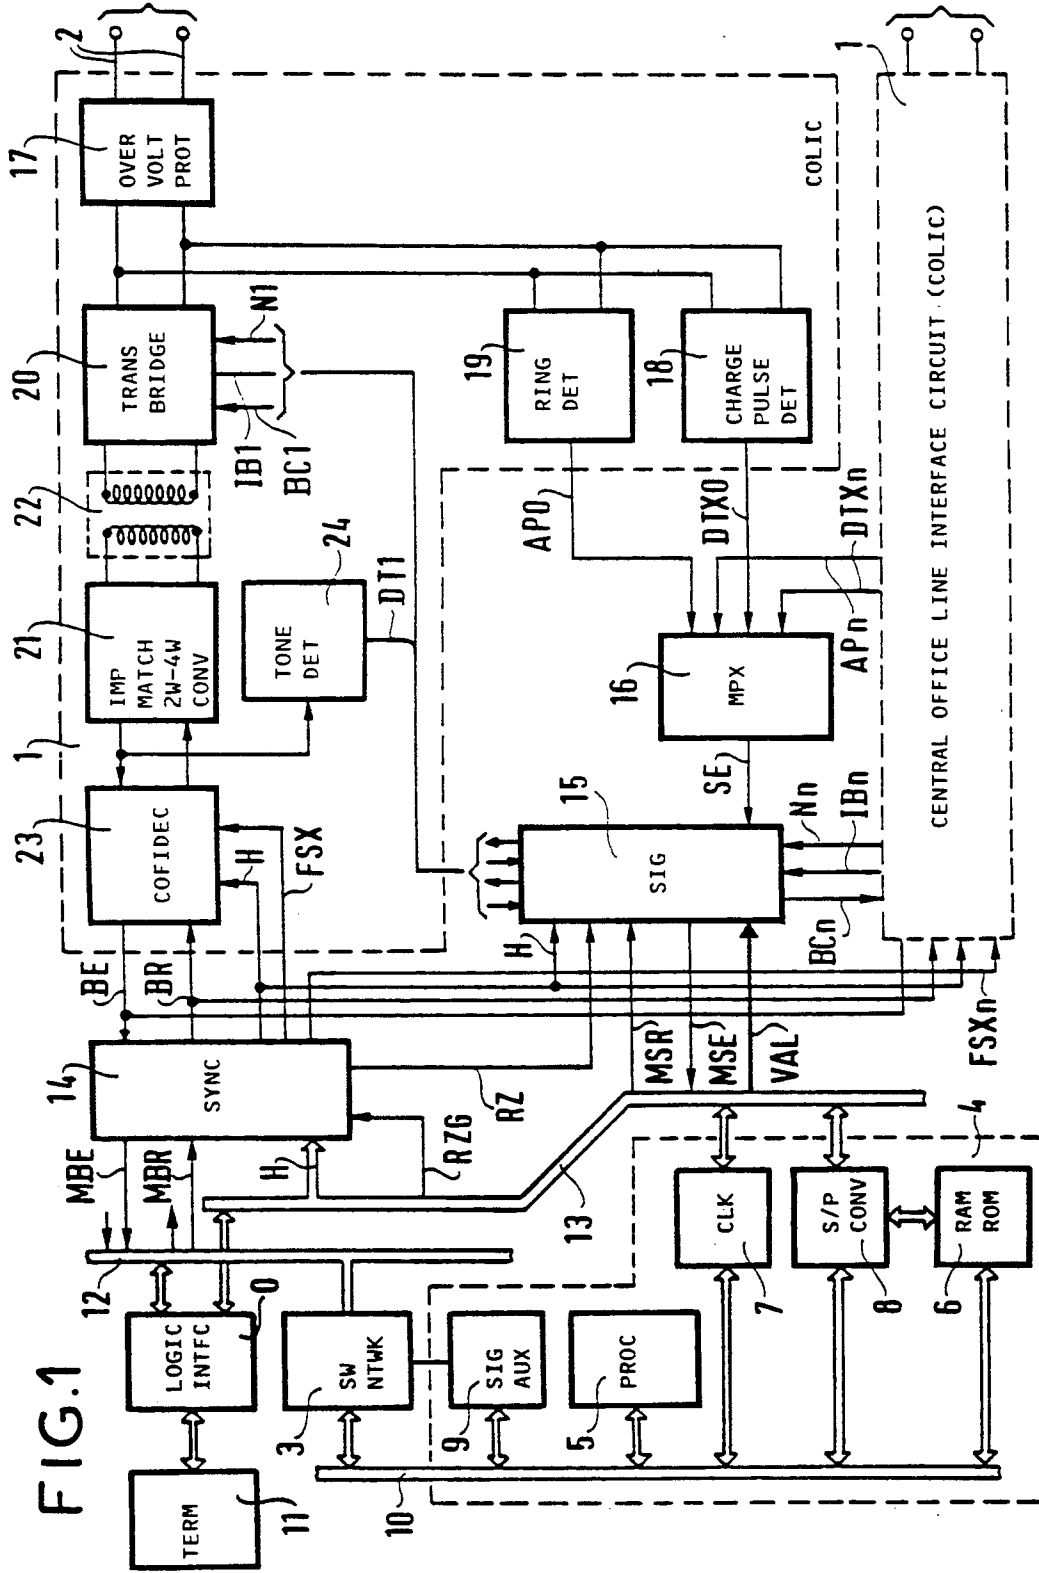 FIG.1
TERM
11
LOGIC
INTFC
0
12
SW
NTWK
3
SIG
AUX
9
PROC
5
10
CLK
7
S/P
CONV
8
RAM
ROM
6
4
13
MBE
MBR
H
RZG
14
SYNC
RZ
BE
BR
H
FSX
MSR
MSE
VAL
FSXn
H
23
COFIDEC
1
21
IMP
MATCH
2W-4W
CONV
22
24
TONE
DET
DT1
20
TRANS
BRIDGE
N1
IB1
BC1
17
OVER
VOLT
PROT
2
COLIC
19
RING
DET
18
CHARGE
PULSE
DET
AP0
DTX0
DTXn
APn
16
MPX
SE
15
SIG
Nn
IBn
BCn
CENTRAL OFFICE LINE INTERFACE CIRCUIT (COLIC)
1